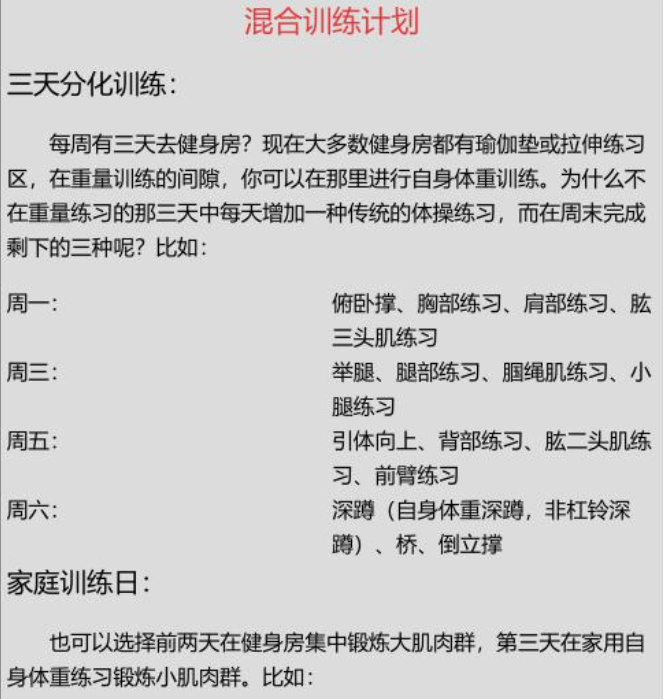 混合训练计划
三天分化训练：
每周有三天去健身房？现在大多数健身房都有瑜伽垫或拉伸练习
区，在重量训练的间隙，你可以在那里进行自身体重训练。为什么不
在重量练习的那三天中每天增加一种传统的体操练习，而在周末完成
剩下的三种呢？比如：
周一：
俯卧撑、胸部练习、肩部练习、肱
三头肌练习
周三：
举腿、腿部练习、腘绳肌练习、小
腿练习
周五：
引体向上、背部练习、肱二头肌练
习、前臂练习
周六：
深蹲（自身体重深蹲，非杠铃深
蹲）、桥、倒立撑
家庭训练日：
也可以选择前两天在健身房集中锻炼大肌肉群，第三天在家用自
身体重练习锻炼小肌肉群。比如：